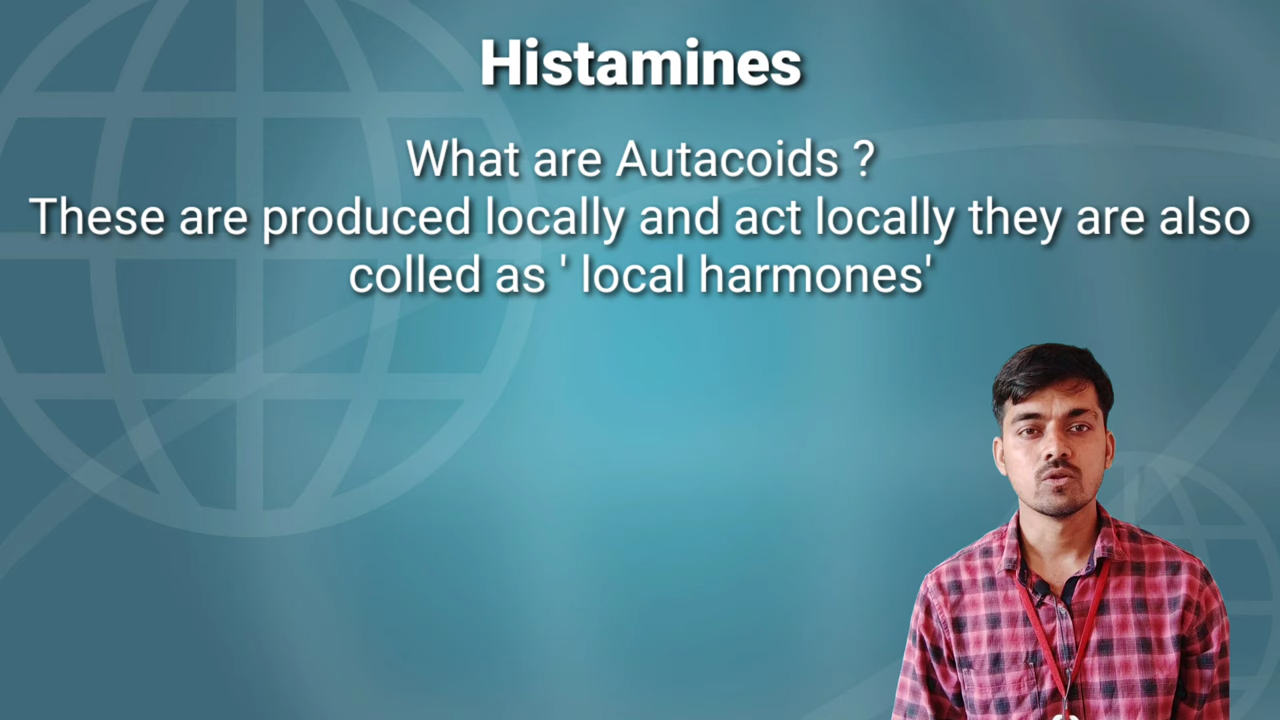 Histamines
What are Autacoids ?
These are produced locally and act locally they are also
colled as ' local harmones'